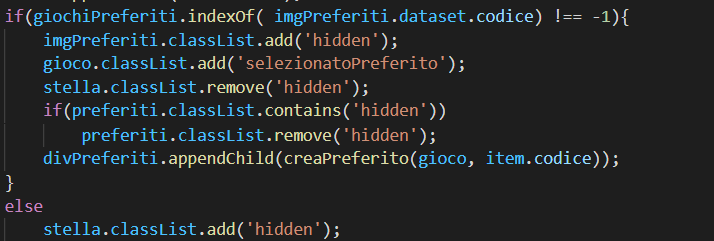 if(giochiPreferiti.indexOf( imgPreferiti.dataset.codice) !== -1){
    imgPreferiti.classList.add('hidden');
    gioco.classList.add('selezionatoPreferito');
    stella.classList.remove('hidden');
    if(preferiti.classList.contains('hidden'))
        preferiti.classList.remove('hidden');
    divPreferiti.appendChild(creaPreferito(gioco, item.codice));
}
else
    stella.classList.add('hidden');